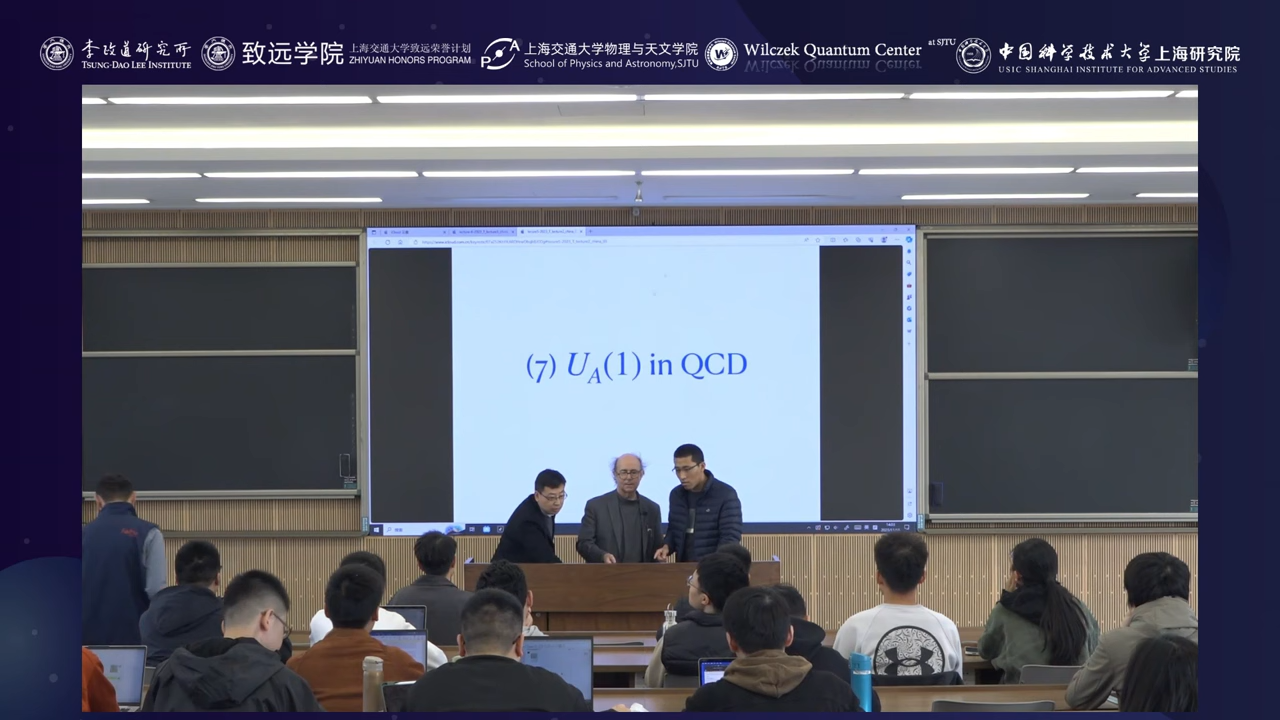 李政道研究所
TSUNG-DAO LEE INSTITUTE
致远学院
上海交通大学致远荣誉计划
ZHIYUAN HONORS PROGRAM
上海交通大学物理与天文学院
School of Physics and Astronomy,SJTU
Wilczek Quantum Center
at SJTU
中国科学技术大学上海研究院
USTC SHANGHAI INSTITUTE FOR ADVANCED STUDIES
(7) U_A(1) in QCD